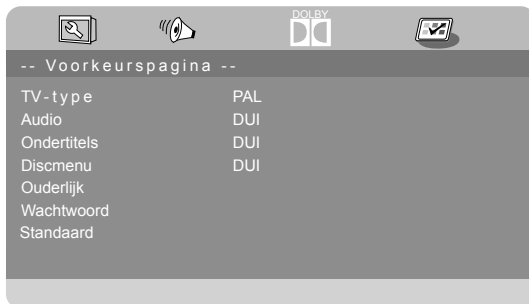 DOLBY
-- Voorkeurspagina --
TV-type PAL
Audio DUI
Ondertitels DUI
Discmenu DUI
Ouderlijk
Wachtwoord
Standaard